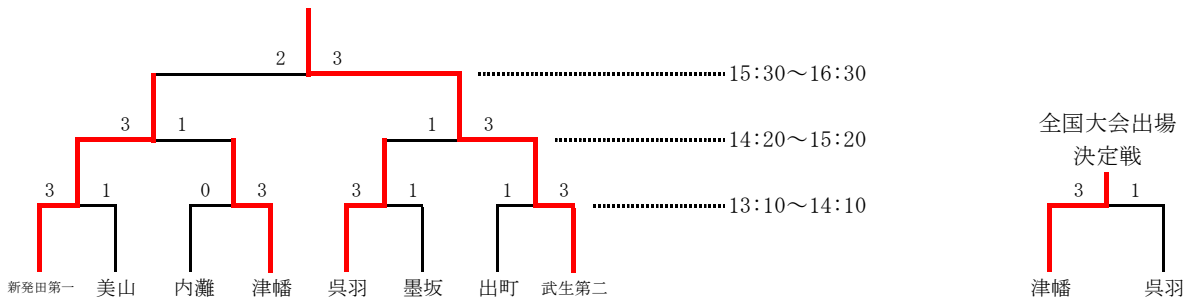 2 3 15:30～16:30
3 1 1 3 14:20～15:20
全国大会出場
決定戦
3 1 0 3 3 1 1 3 13:10～14:10
3 1
新発田第一 美山 内灘 津幡 呉羽 墨坂 出町 武生第二
津幡 呉羽